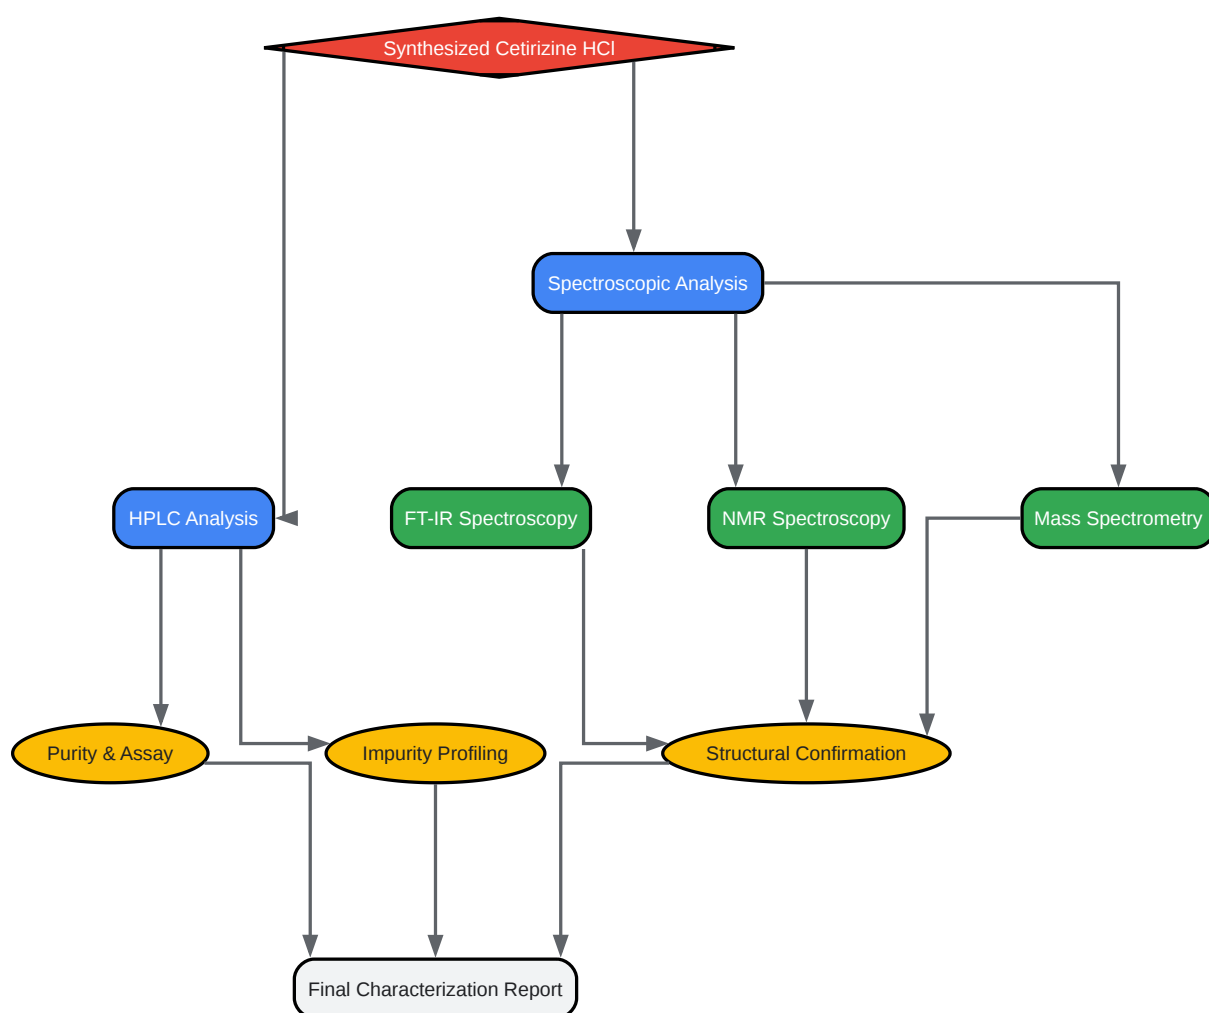 Synthesized Cetirizine HCl
Spectroscopic Analysis
HPLC Analysis
FT-IR Spectroscopy
NMR Spectroscopy
Mass Spectrometry
Purity & Assay
Impurity Profiling
Structural Confirmation
Final Characterization Report